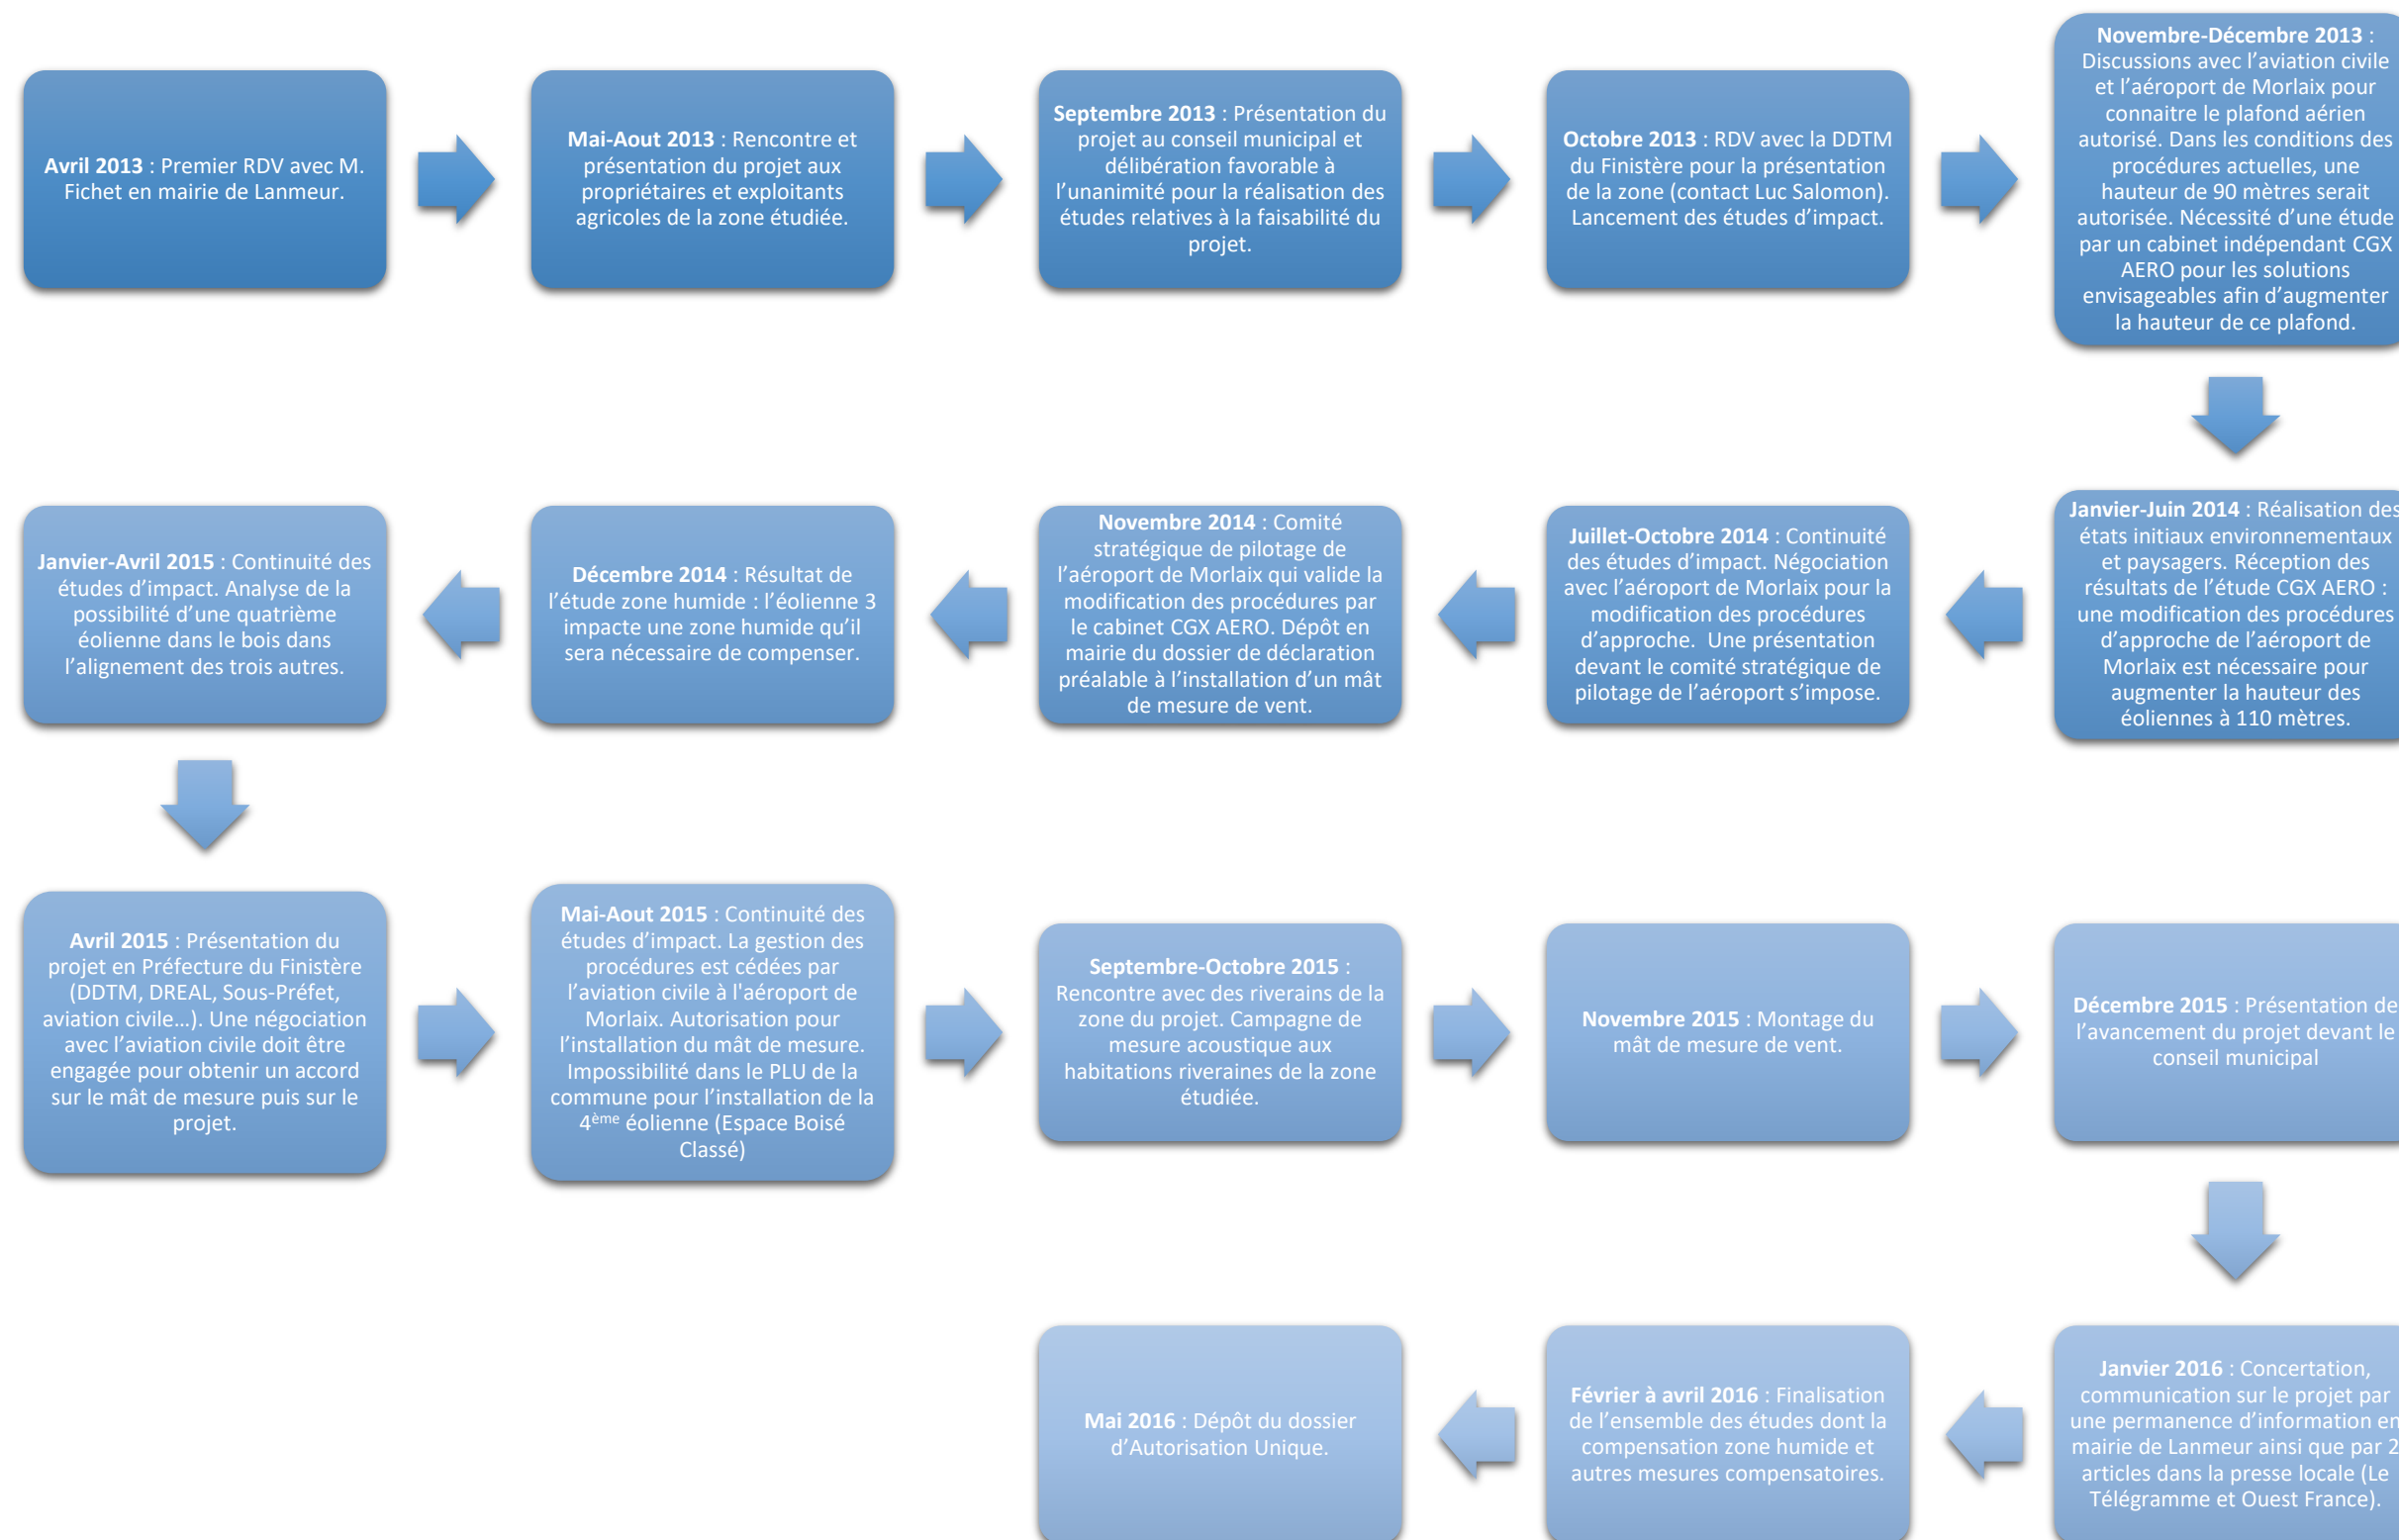 Avril 2013 : Premier RDV avec M.
Fichet en mairie de Lanmeur.
Mai-Aout 2013 : Rencontre et
présentation du projet aux
propriétaires et exploitants
agricoles de la zone étudiée.
Septembre 2013 : Présentation du
projet au conseil municipal et
délibération favorable à
l’unanimité pour la réalisation des
études relatives à la faisabilité du
projet.
Octobre 2013 : RDV avec la DDTM
du Finistère pour la présentation
de la zone (contact Luc Salomon).
Lancement des études d’impact.
Novembre-Décembre 2013 :
Discussions avec l’aviation civile
et l’aéroport de Morlaix pour
connaitre le plafond aérien
autorisé. Dans les conditions des
procédures actuelles, une
hauteur de 90 mètres serait
autorisée. Nécessité d’une étude
par un cabinet indépendant CGX
AERO pour les solutions
envisageables afin d’augmenter
la hauteur de ce plafond.
Janvier-Juin 2014 : Réalisation des
états initiaux environnementaux
et paysagers. Réception des
résultats de l’étude CGX AERO :
une modification des procédures
d’approche de l’aéroport de
Morlaix est nécessaire pour
augmenter la hauteur des
éoliennes à 110 mètres.
Juillet-Octobre 2014 : Continuité
des études d’impact. Négociation
avec l’aéroport de Morlaix pour la
modification des procédures
d’approche.  Une présentation
devant le comité stratégique de
pilotage de l’aéroport s’impose.
Novembre 2014 : Comité
stratégique de pilotage de
l’aéroport de Morlaix qui valide la
modification des procédures par
le cabinet CGX AERO. Dépôt en
mairie du dossier de déclaration
préalable à l’installation d’un mât
de mesure de vent.
Décembre 2014 : Résultat de
l’étude zone humide : l’éolienne 3
impacte une zone humide qu’il
sera nécessaire de compenser.
Janvier-Avril 2015 : Continuité des
études d’impact. Analyse de la
possibilité d’une quatrième
éolienne dans le bois dans
l’alignement des trois autres.
Avril 2015 : Présentation du
projet en Préfecture du Finistère
(DDTM, DREAL, Sous-Préfet,
aviation civile…). Une négociation
avec l’aviation civile doit être
engagée pour obtenir un accord
sur le mât de mesure puis sur le
projet.
Mai-Aout 2015 : Continuité des
études d’impact. La gestion des
procédures est cédées par
l’aviation civile à l'aéroport de
Morlaix. Autorisation pour
l’installation du mât de mesure.
Impossibilité dans le PLU de la
commune pour l’installation de la
4ème éolienne (Espace Boisé
Classé)
Septembre-Octobre 2015 :
Rencontre avec des riverains de la
zone du projet. Campagne de
mesure acoustique aux
habitations riveraines de la zone
étudiée.
Novembre 2015 : Montage du
mât de mesure de vent.
Décembre 2015 : Présentation de
l’avancement du projet devant le
conseil municipal
Janvier 2016 : Concertation,
communication sur le projet par
une permanence d’information en
mairie de Lanmeur ainsi que par 2
articles dans la presse locale (Le
Télégramme et Ouest France).
Février à avril 2016 : Finalisation
de l’ensemble des études dont la
compensation zone humide et
autres mesures compensatoires.
Mai 2016 : Dépôt du dossier
d’Autorisation Unique.